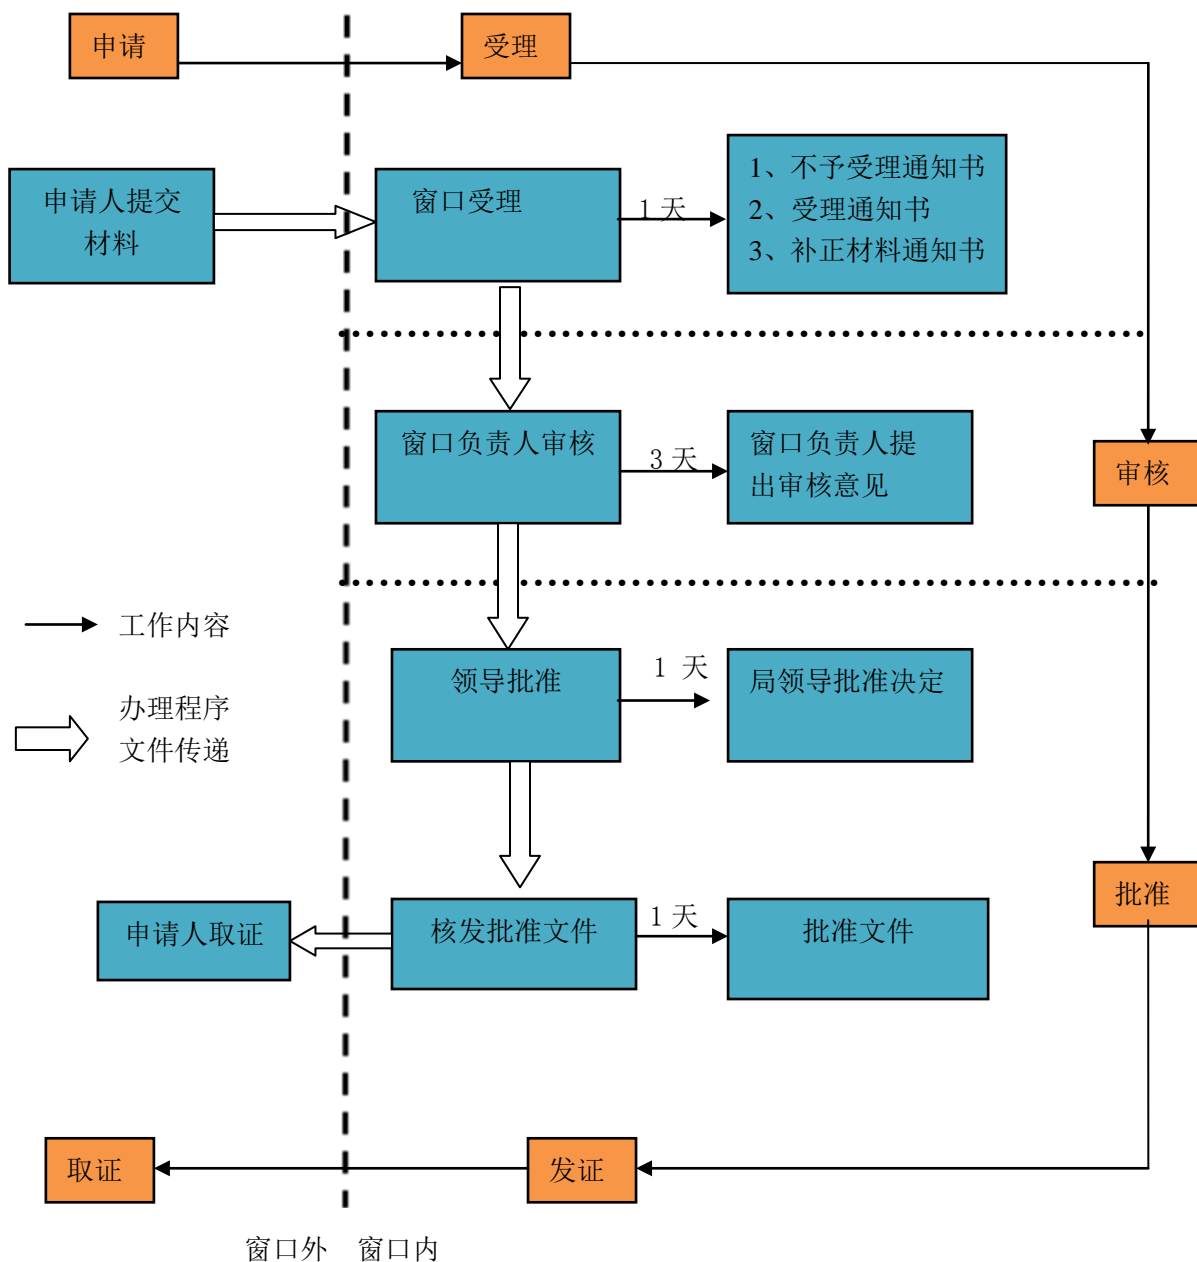 申请
受理
申请人提交
材料
窗口受理
1 天
1、不予受理通知书
2、受理通知书
3、补正材料通知书
窗口负责人审核
3 天
窗口负责人提
出审核意见
审核
工作内容
办理程序
文件传递
领导批准
1 天
局领导批准决定
批准
申请人取证
核发批准文件
1 天
批准文件
取证
发证
窗口外 窗口内